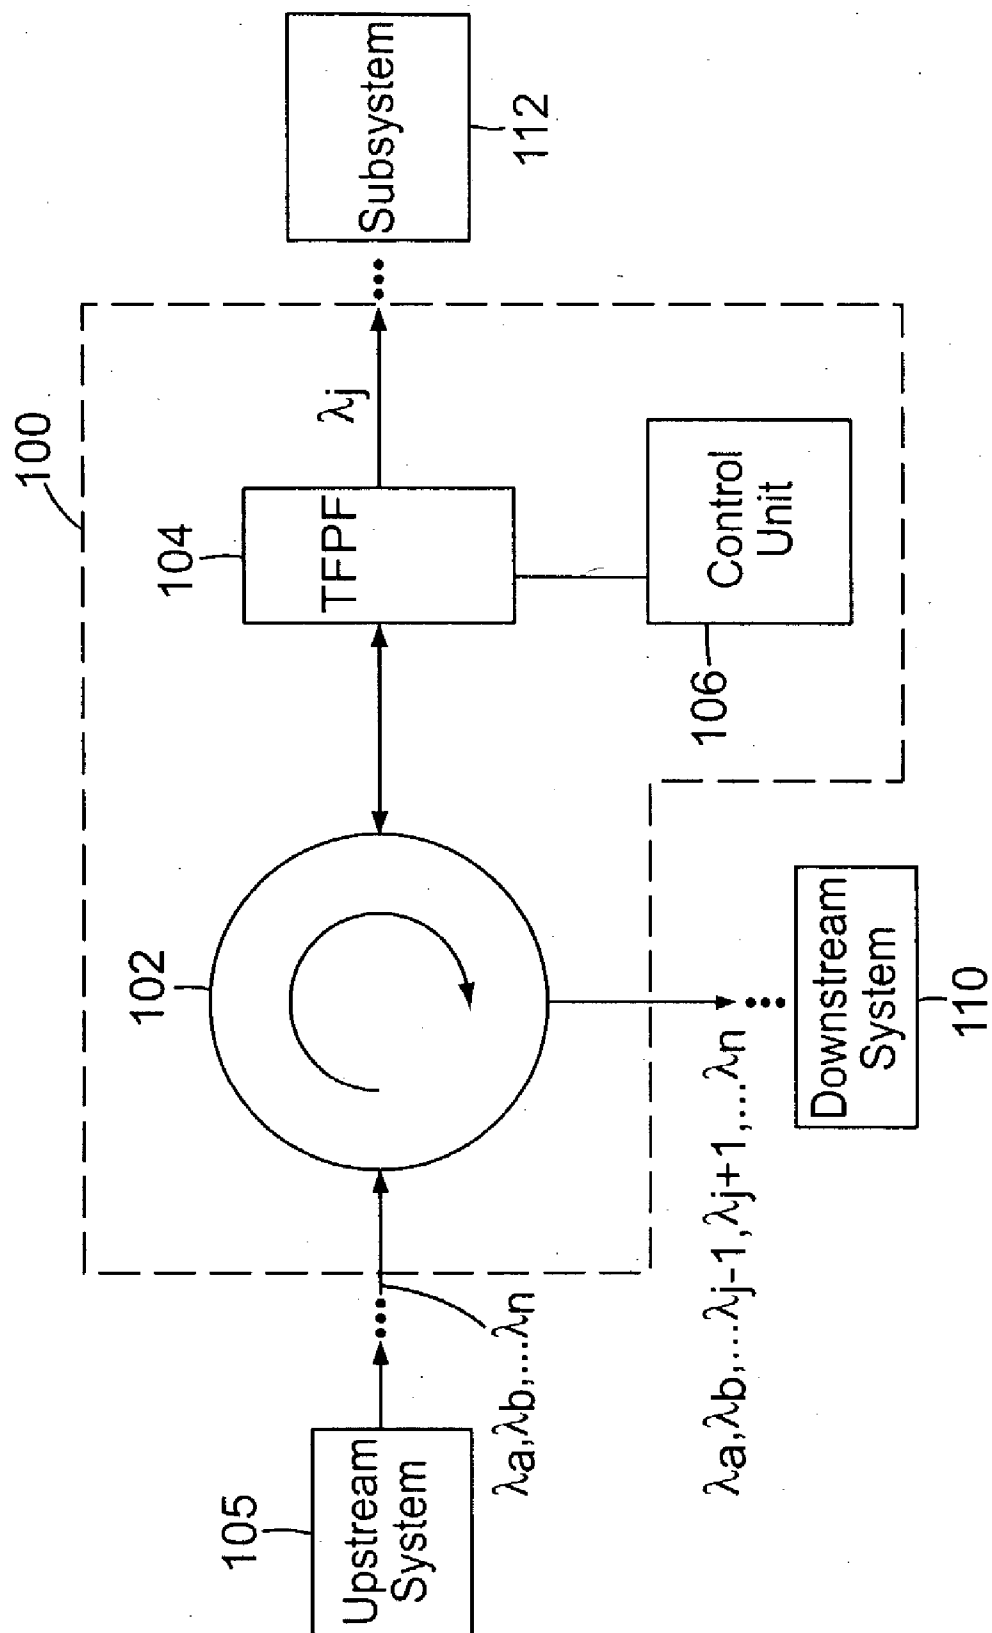 100
105
Upstream
System
λa,λb,...λn
102
104
TFPF
λj
106
Control
Unit
Subsystem
112
λa,λb,...λj-1,λj+1,...λn
Downstream
System
110